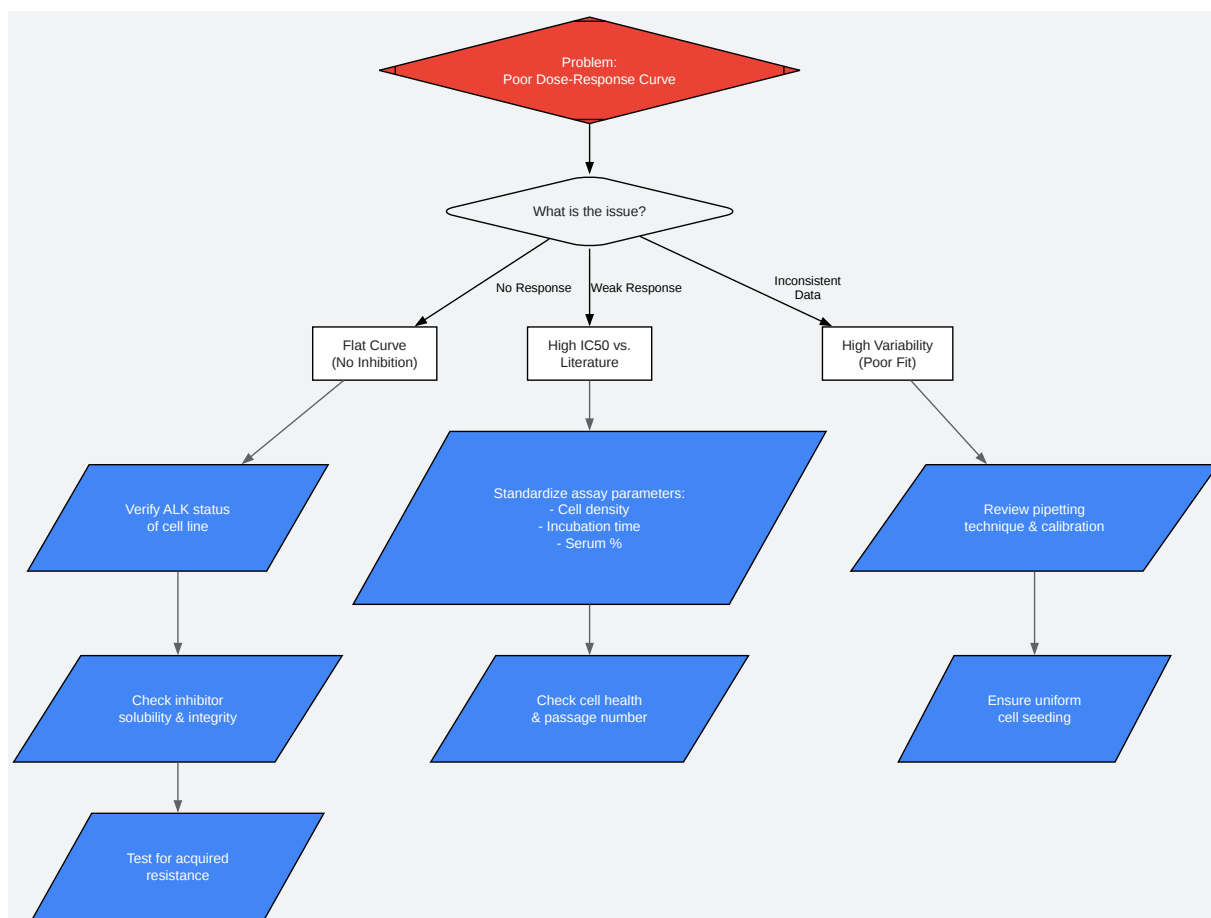 Problem:
Poor Dose-Response Curve
What is the issue?
No Response
Weak Response
Inconsistent
Data
Flat Curve
(No Inhibition)
High IC50 vs.
Literature
High Variability
(Poor Fit)
Verify ALK status
of cell line
Standardize assay parameters:
- Cell density
- Incubation time
- Serum %
Review pipetting
technique & calibration
Check inhibitor
solubility & integrity
Check cell health
& passage number
Ensure uniform
cell seeding
Test for acquired
resistance